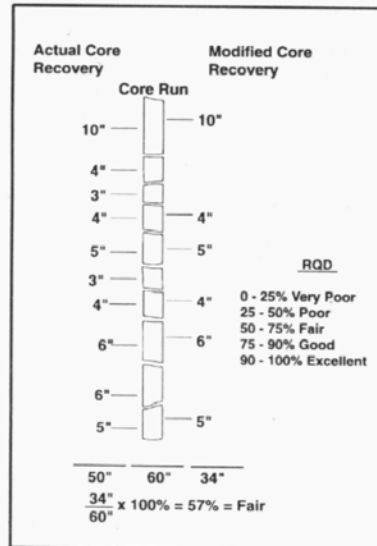 Actual Core Recovery
Modified Core Recovery
Core Run
10" 10"
4"
3"
4" 4"
5" 5"
3"
4" 4"
6" 6"
6"
5" 5"
RQD
0 - 25% Very Poor
25 - 50% Poor
50 - 75% Fair
75 - 90% Good
90 - 100% Excellent
50" 60" 34"
34"
60" x 100% = 57% = Fair